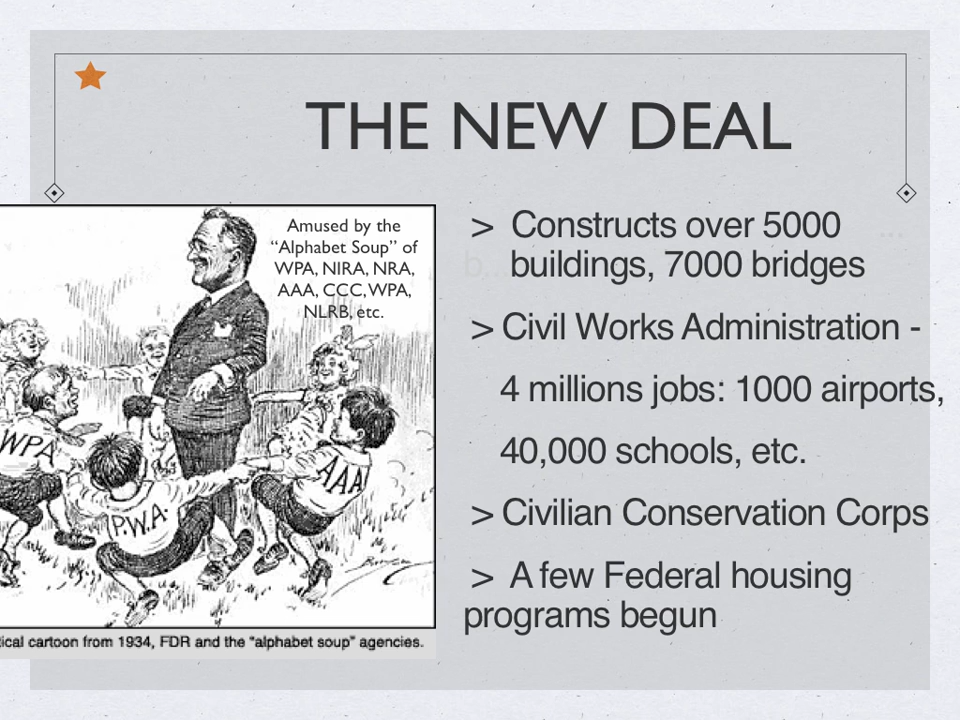 THE NEW DEAL
Amused by the
“Alphabet Soup” of
WPA, NIRA, NRA,
AAA, CCC, WPA,
NLRB, etc.
WPA
P.W.A.
AAA
tical cartoon from 1934, FDR and the “alphabet soup” agencies.
> Constructs over 5000
buildings, 7000 bridges
> Civil Works Administration -
4 millions jobs: 1000 airports,
40,000 schools, etc.
> Civilian Conservation Corps
> A few Federal housing
programs begun